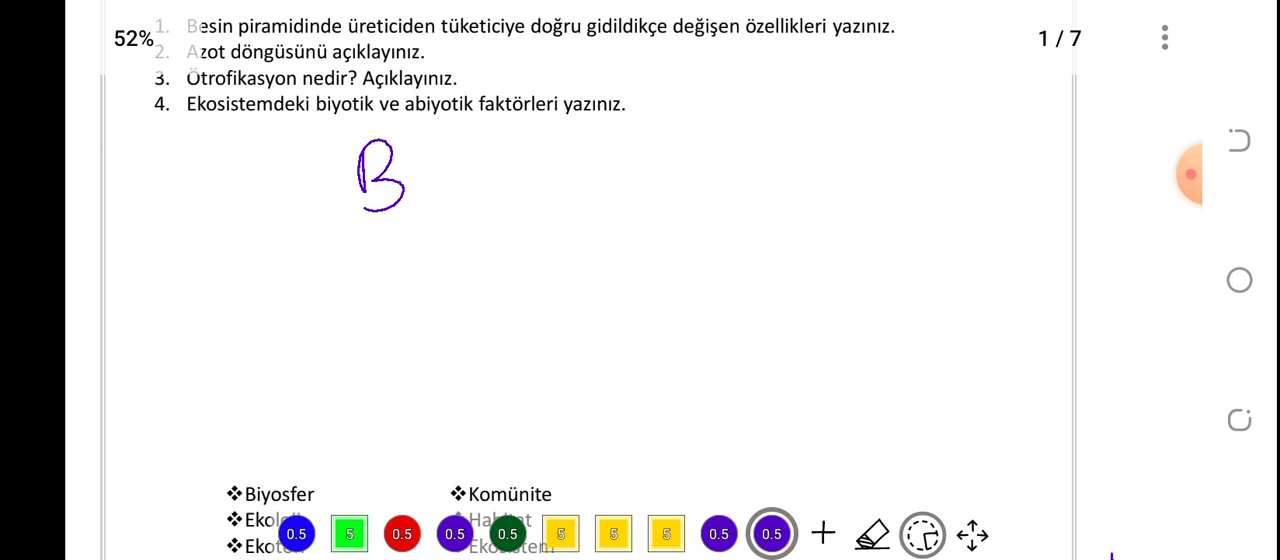 52%
1 / 7
1. Besin piramidinde üreticiden tüketiciye doğru gidildikçe değişen özellikleri yazınız.
2. Azot döngüsünü açıklayınız.
3. Ötrofikasyon nedir? Açıklayınız.
4. Ekosistemdeki biyotik ve abiyotik faktörleri yazınız.
B
❖Biyosfer ❖Komünite
Habitat
Ekosistem
0.5 5 0.5 0.5 0.5 5 5 5 0.5 0.5